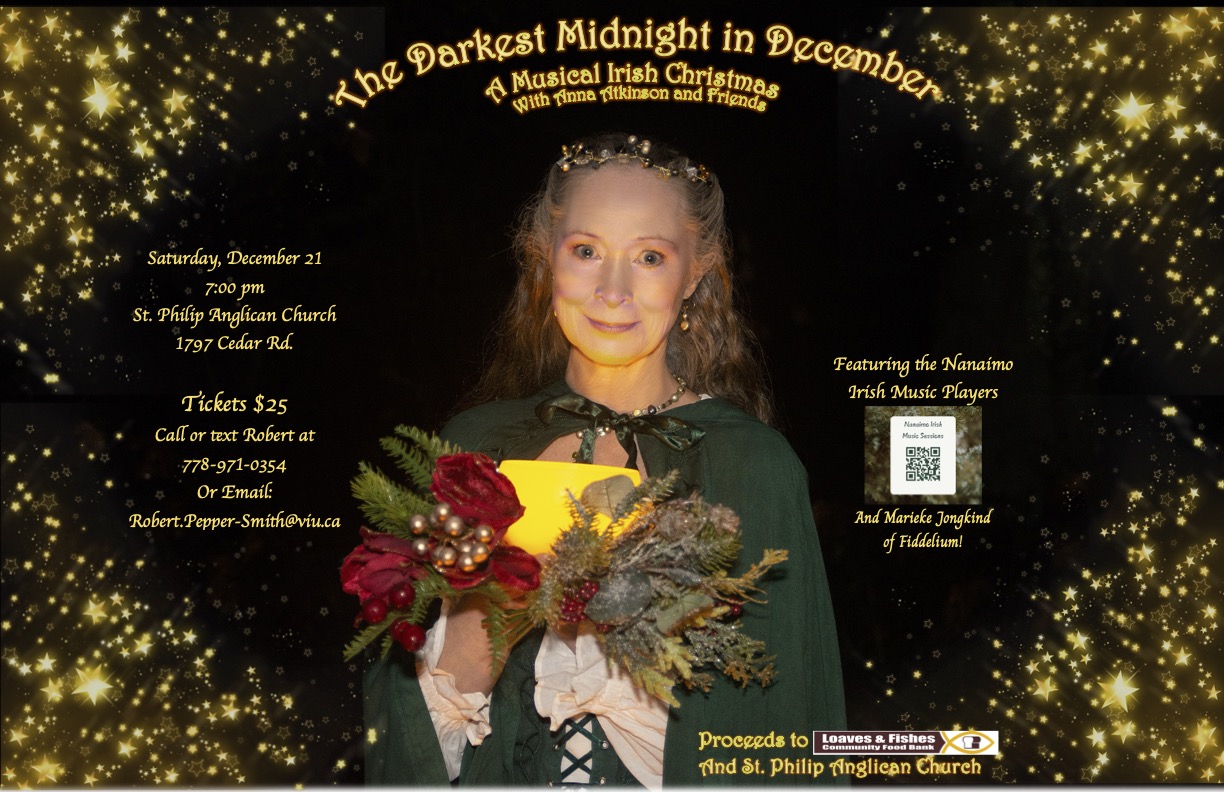 The Darkest Midnight in December
A Musical Irish Christmas
With Anna Atkinson and Friends
Saturday, December 21
7:00 pm
St. Philip Anglican Church
1797 Cedar Rd.
Tickets $25
Call or text Robert at
778-971-0354
Or Email:
Robert.Pepper-Smith@viu.ca
Featuring the Nanaimo
Irish Music Players
Nanaimo Irish
Music Sessions
And Marieke Jongkind
of Fiddelium!
Proceeds to
Loaves & Fishes
Community Food Bank
And St. Philip Anglican Church